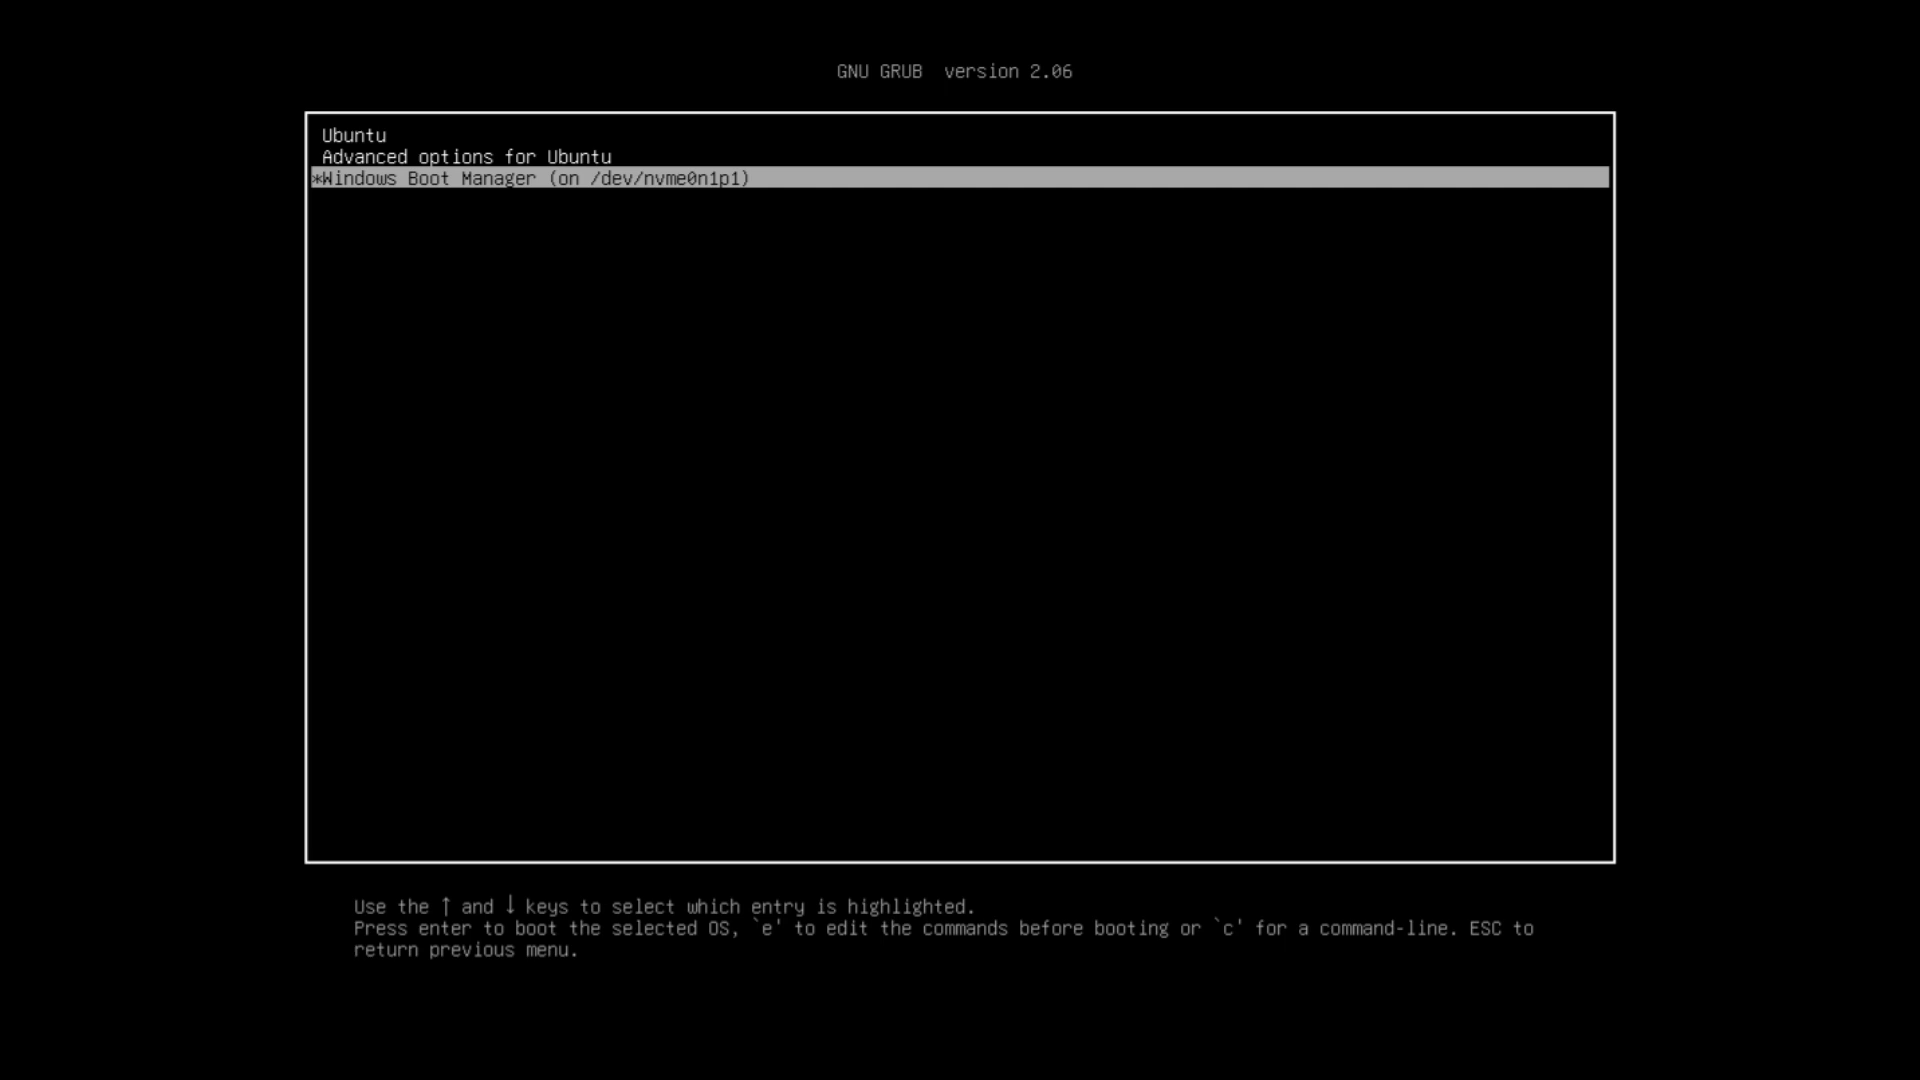 GNU GRUB  version 2.06
Ubuntu
Advanced options for Ubuntu
*Windows Boot Manager (on /dev/nvme0n1p1)
Use the ↑ and ↓ keys to select which entry is highlighted.
Press enter to boot the selected OS, `e' to edit the commands before booting or `c' for a command-line. ESC to
return previous menu.